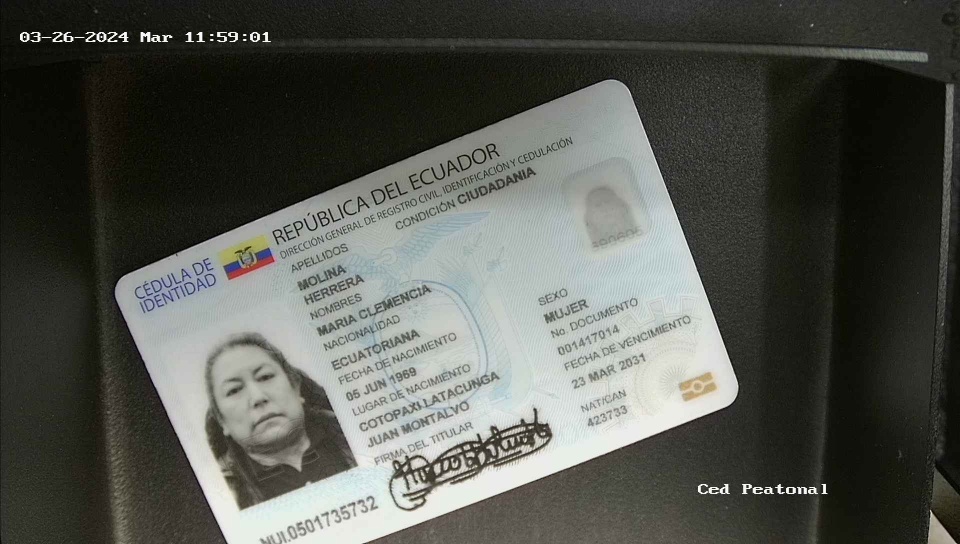 03-26-2024 Mar 11:59:01
REPÚBLICA DEL ECUADOR
DIRECCIÓN GENERAL DE REGISTRO CIVIL, IDENTIFICACIÓN Y CEDULACIÓN
CÉDULA DE
IDENTIDAD
APELLIDOS
CONDICIÓN CIUDADANIA
MOLINA
HERRERA
NOMBRES
MARIA CLEMENCIA
NACIONALIDAD
ECUATORIANA
FECHA DE NACIMIENTO
05 JUN 1969
LUGAR DE NACIMIENTO
COTOPAXI LATACUNGA
JUAN MONTALVO
FIRMA DEL TITULAR
SEXO
MUJER
No. DOCUMENTO
001417014
FECHA DE VENCIMIENTO
23 MAR 2031
NAT/CAN
423733
NUI.0501735732
Ced Peatonal